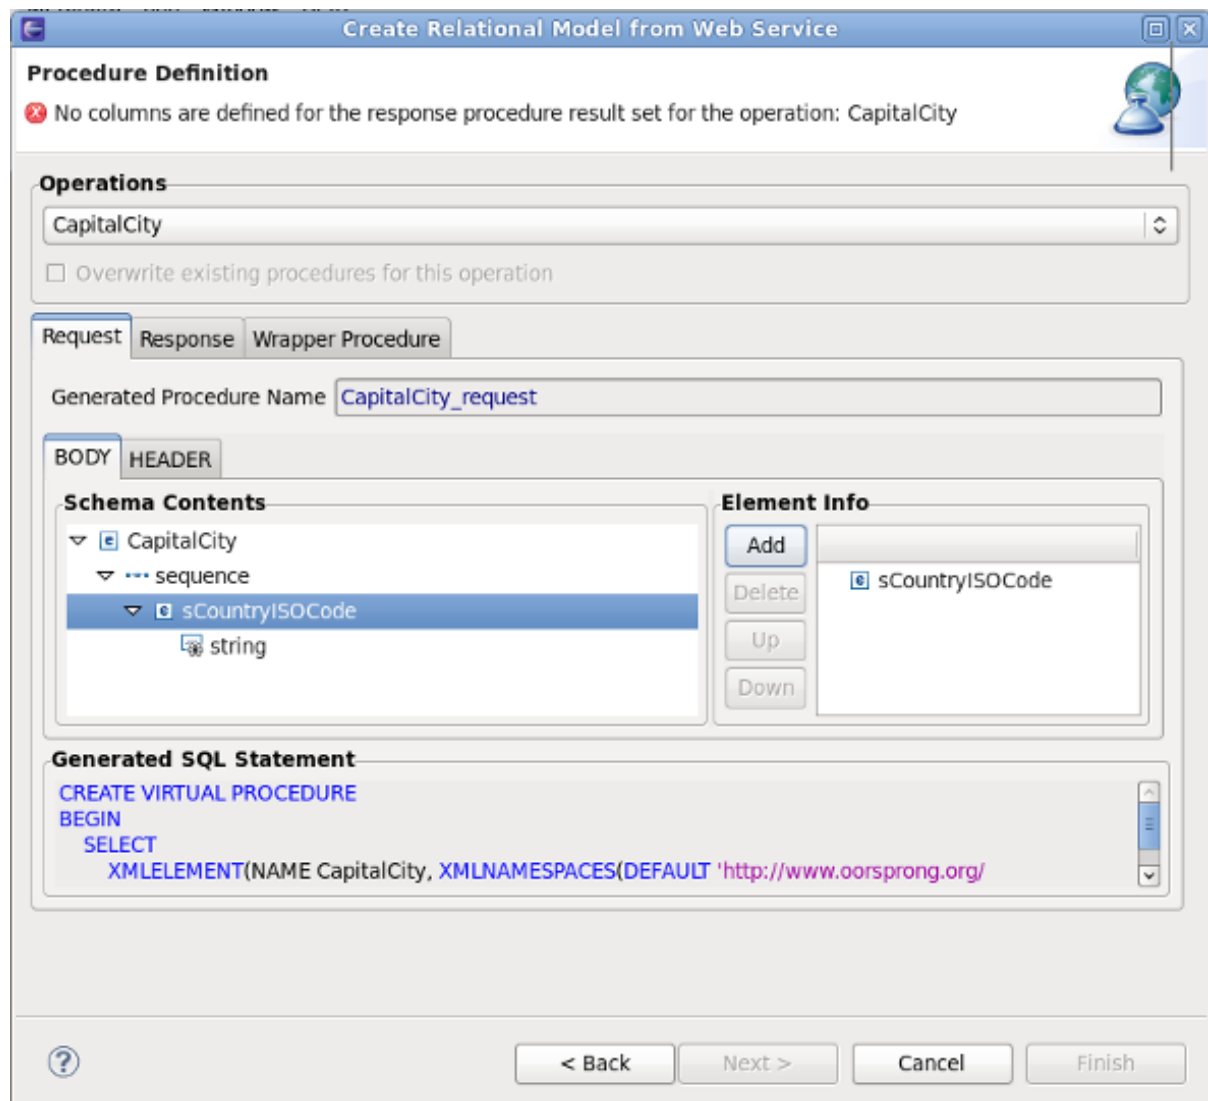 Create Relational Model from Web Service
Procedure Definition
No columns are defined for the response procedure result set for the operation: CapitalCity
Operations
CapitalCity
Overwrite existing procedures for this operation
Request Response Wrapper Procedure
Generated Procedure Name CapitalCity_request
BODY HEADER
Schema Contents
CapitalCity
sequence
sCountryISOCode
string
Element Info
Add
Delete
Up
Down
sCountryISOCode
Generated SQL Statement
CREATE VIRTUAL PROCEDURE
BEGIN
SELECT
XMLELEMENT(NAME CapitalCity, XMLNAMESPACES(DEFAULT 'http://www.oorsprong.org/
< Back Next > Cancel Finish